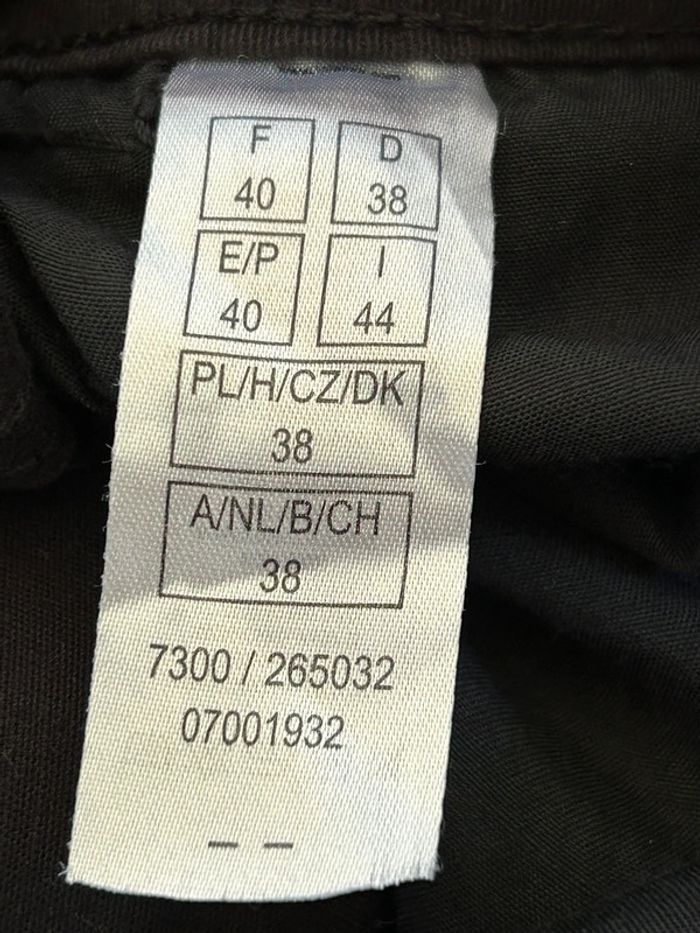 F D
40 38
E/P I
40 44
PL/H/CZ/DK
38
A/NL/B/CH
38
7300 / 265032
07001932
– –